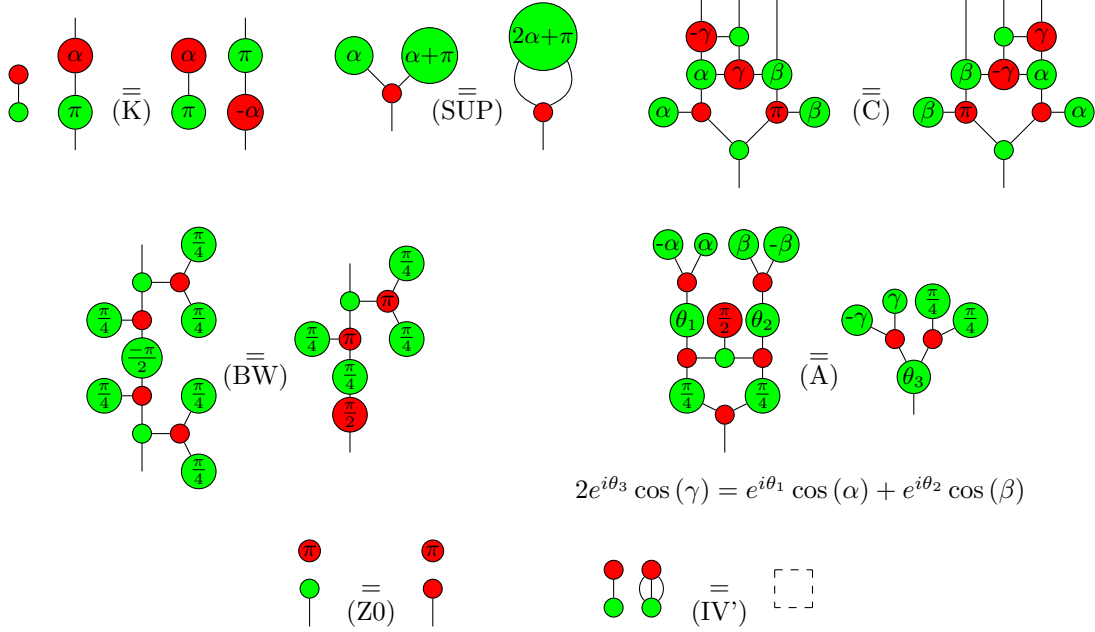 α π = (K) α π π -α
α α+π = (SUP) 2α+π
-γ α γ β α π β = (C) γ β -γ α β π α
π/4 π/4 π/4 -π/2 π/4 π/4 π/4 = (BW) π/4 π π/4 π π/4 π/4 π/2
-α α β -β θ₁ π/2 θ₂ π/4 π/4 = (A) -γ γ π/4 π/4 θ₃
2e^{iθ₃} cos (γ) = e^{iθ₁} cos (α) + e^{iθ₂} cos (β)
π = (Z0) π
= (IV')